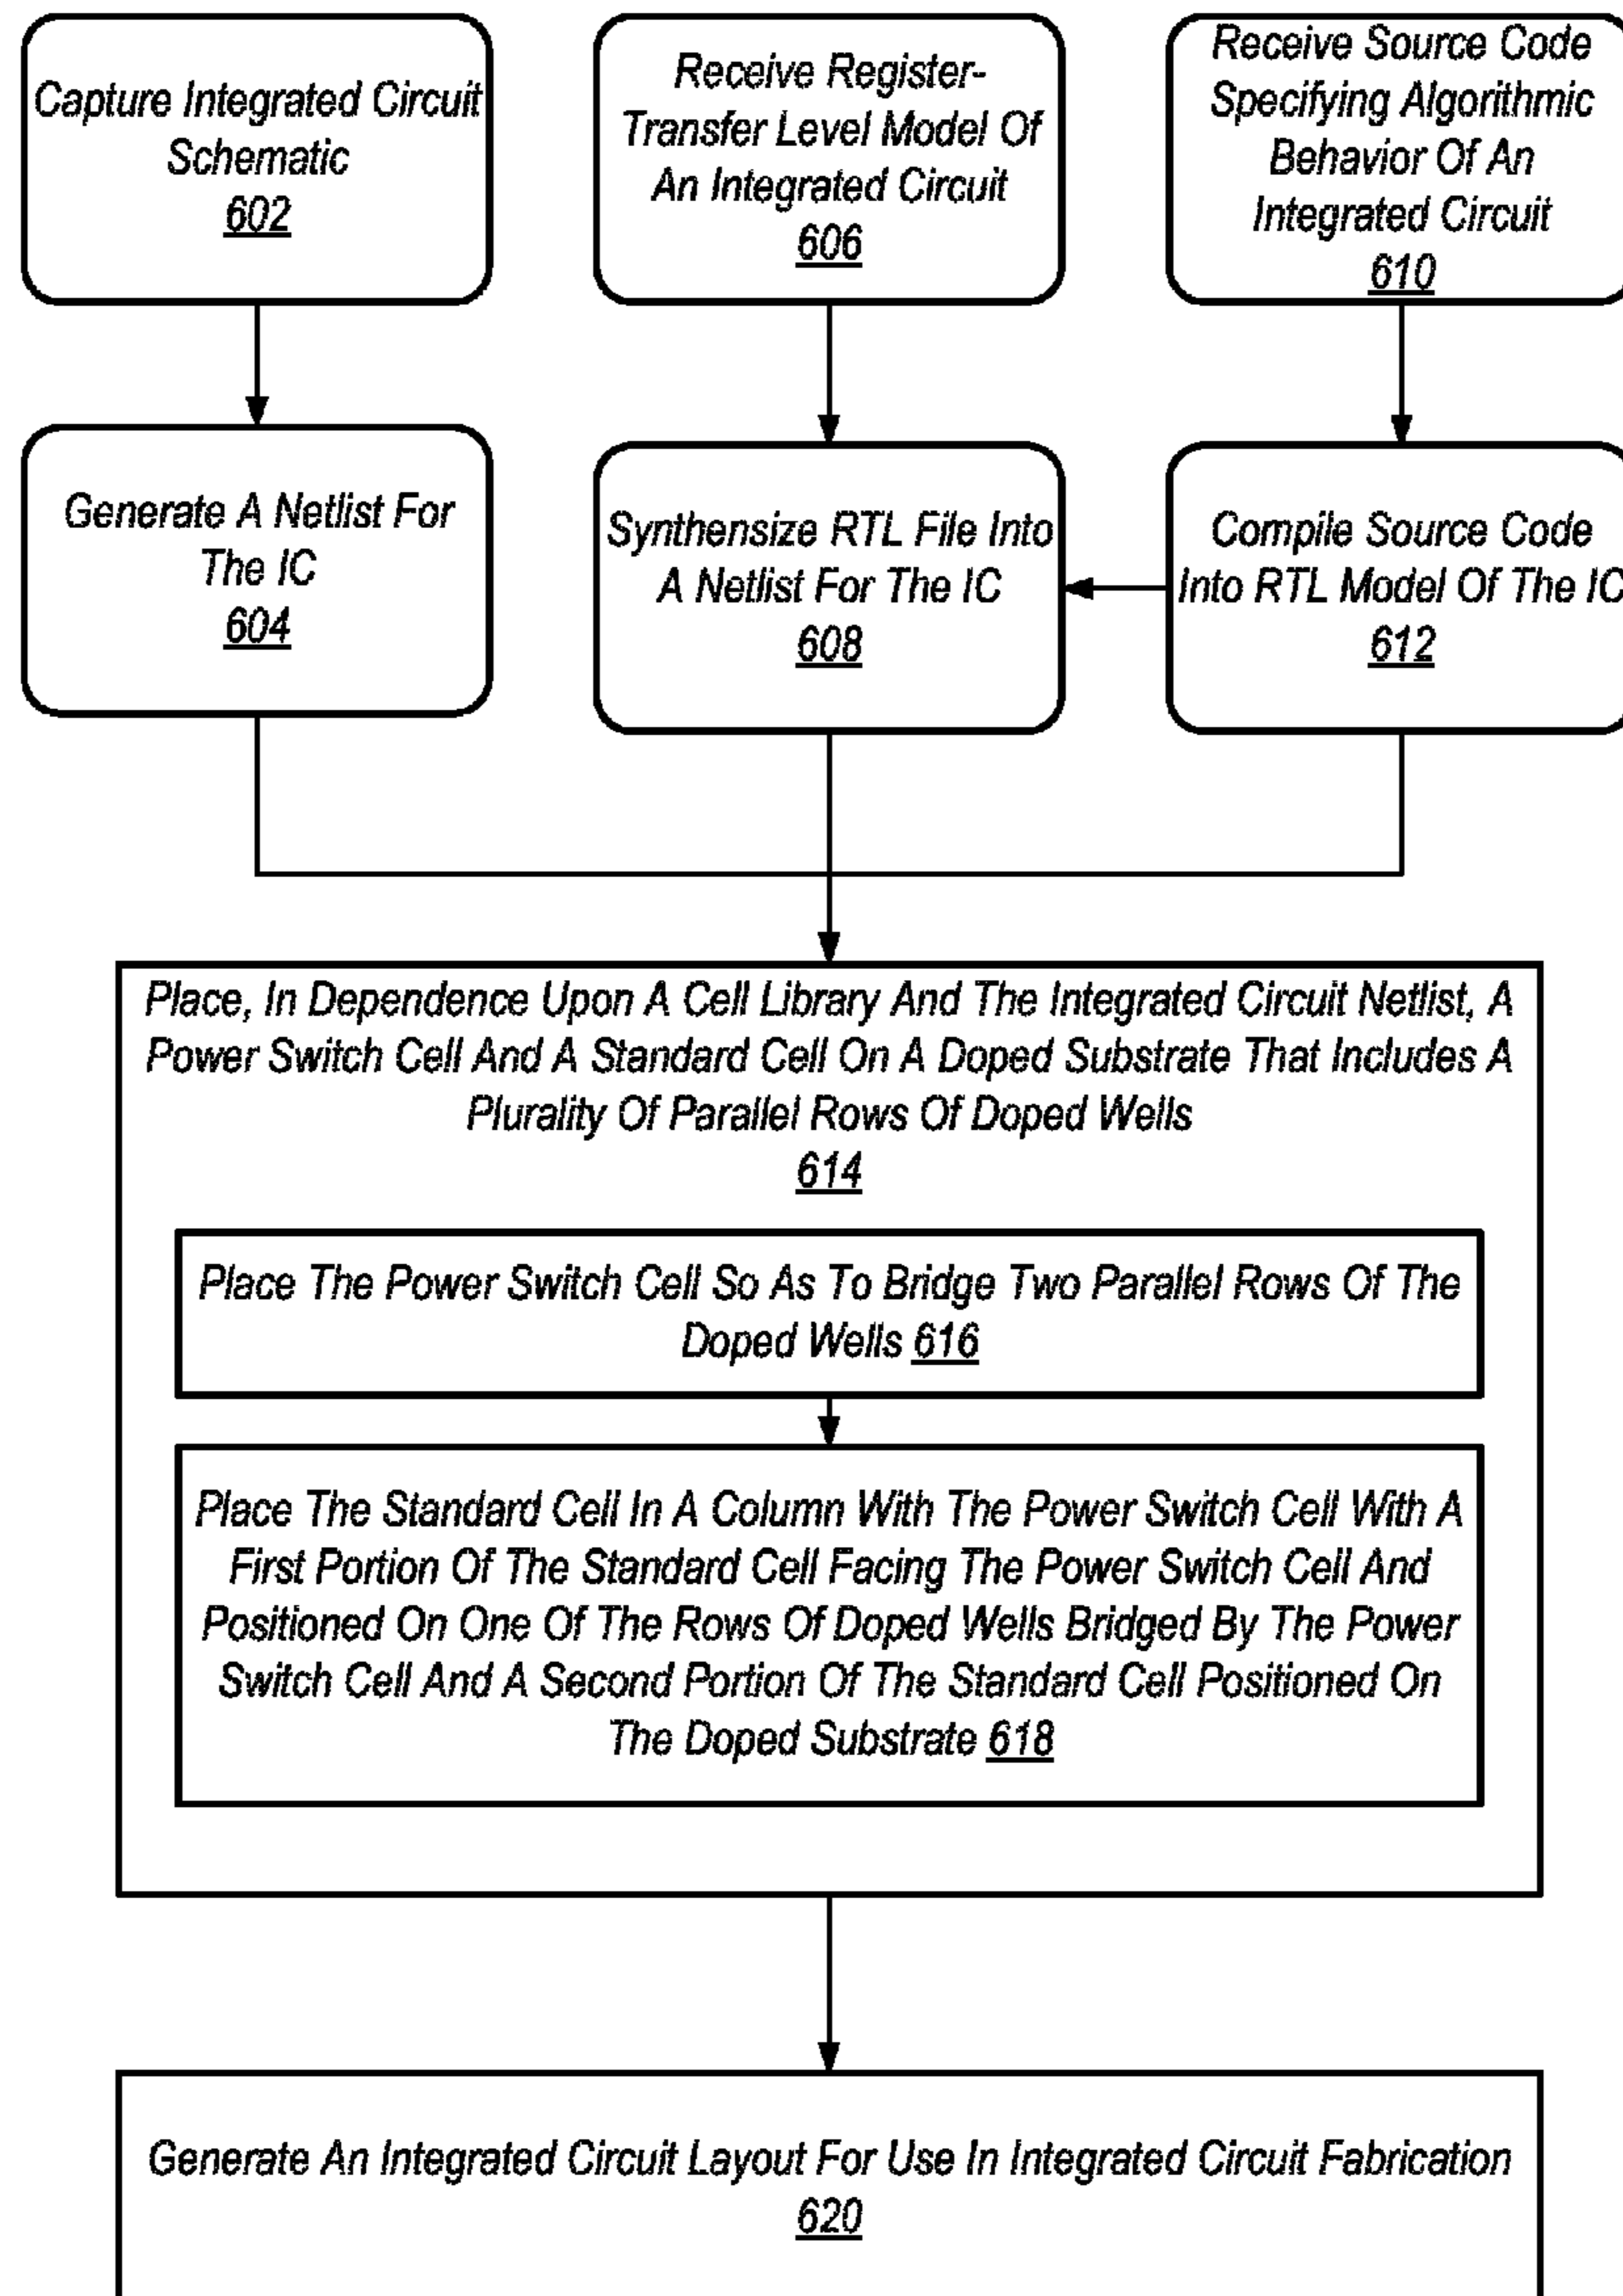 Capture Integrated Circuit
Schematic
602
Receive Register-
Transfer Level Model Of
An Integrated Circuit
606
Receive Source Code
Specifying Algorithmic
Behavior Of An
Integrated Circuit
610
Generate A Netlist For
The IC
604
Synthensize RTL File Into
A Netlist For The IC
608
Compile Source Code
Into RTL Model Of The IC
612
Place, In Dependence Upon A Cell Library And The Integrated Circuit Netlist, A
Power Switch Cell And A Standard Cell On A Doped Substrate That Includes A
Plurality Of Parallel Rows Of Doped Wells
614
Place The Power Switch Cell So As To Bridge Two Parallel Rows Of The
Doped Wells 616
Place The Standard Cell In A Column With The Power Switch Cell With A
First Portion Of The Standard Cell Facing The Power Switch Cell And
Positioned On One Of The Rows Of Doped Wells Bridged By The Power
Switch Cell And A Second Portion Of The Standard Cell Positioned On
The Doped Substrate 618
Generate An Integrated Circuit Layout For Use In Integrated Circuit Fabrication
620